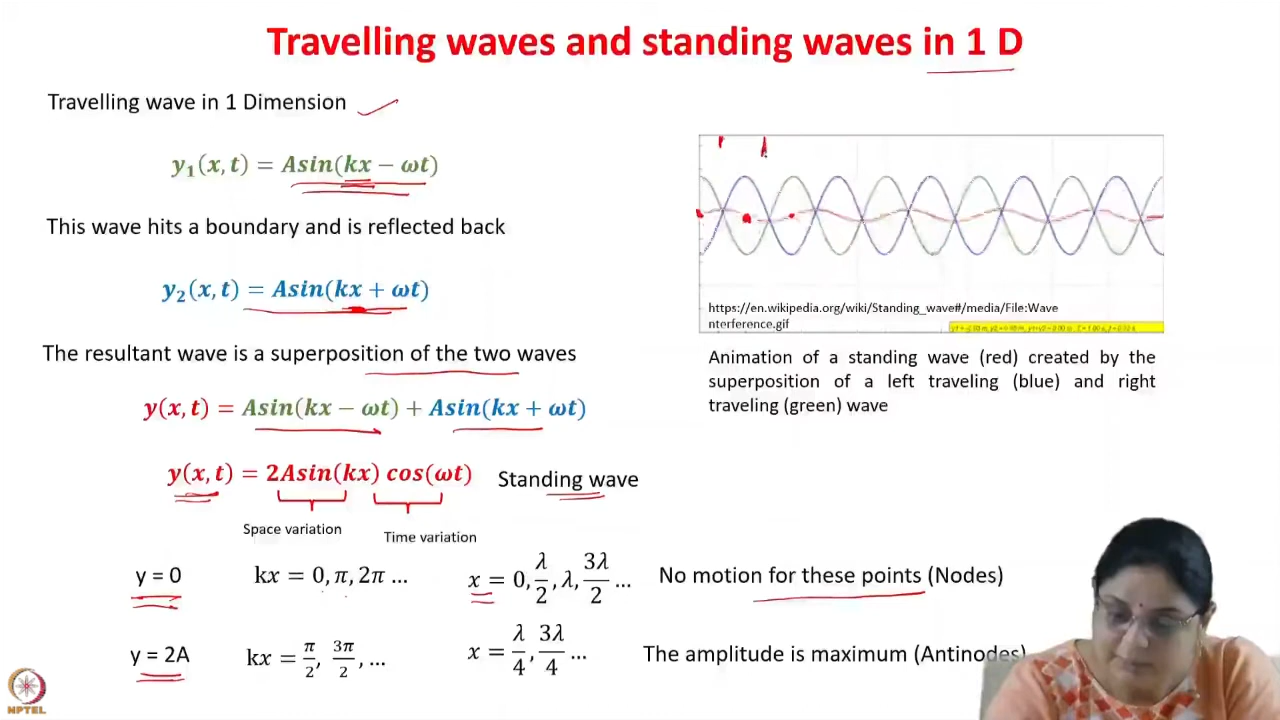 Travelling waves and standing waves in 1 D
Travelling wave in 1 Dimension
y₁(x, t) = Asin(kx − ωt)
This wave hits a boundary and is reflected back
y₂(x, t) = Asin(kx + ωt)
The resultant wave is a superposition of the two waves
y(x, t) = Asin(kx − ωt) + Asin(kx + ωt)
y(x, t) = 2Asin(kx) cos(ωt) Standing wave
Space variation Time variation
y = 0 kx = 0, π, 2π ... x = 0, λ/2, λ, 3λ/2 ... No motion for these points (Nodes)
y = 2A kx = π/2, 3π/2, ... x = λ/4, 3λ/4 ... The amplitude is maximum (Antinodes)
https://en.wikipedia.org/wiki/Standing_wave#/media/File:Wave
nterference.gif
Animation of a standing wave (red) created by the
superposition of a left traveling (blue) and right
traveling (green) wave
NPTEL